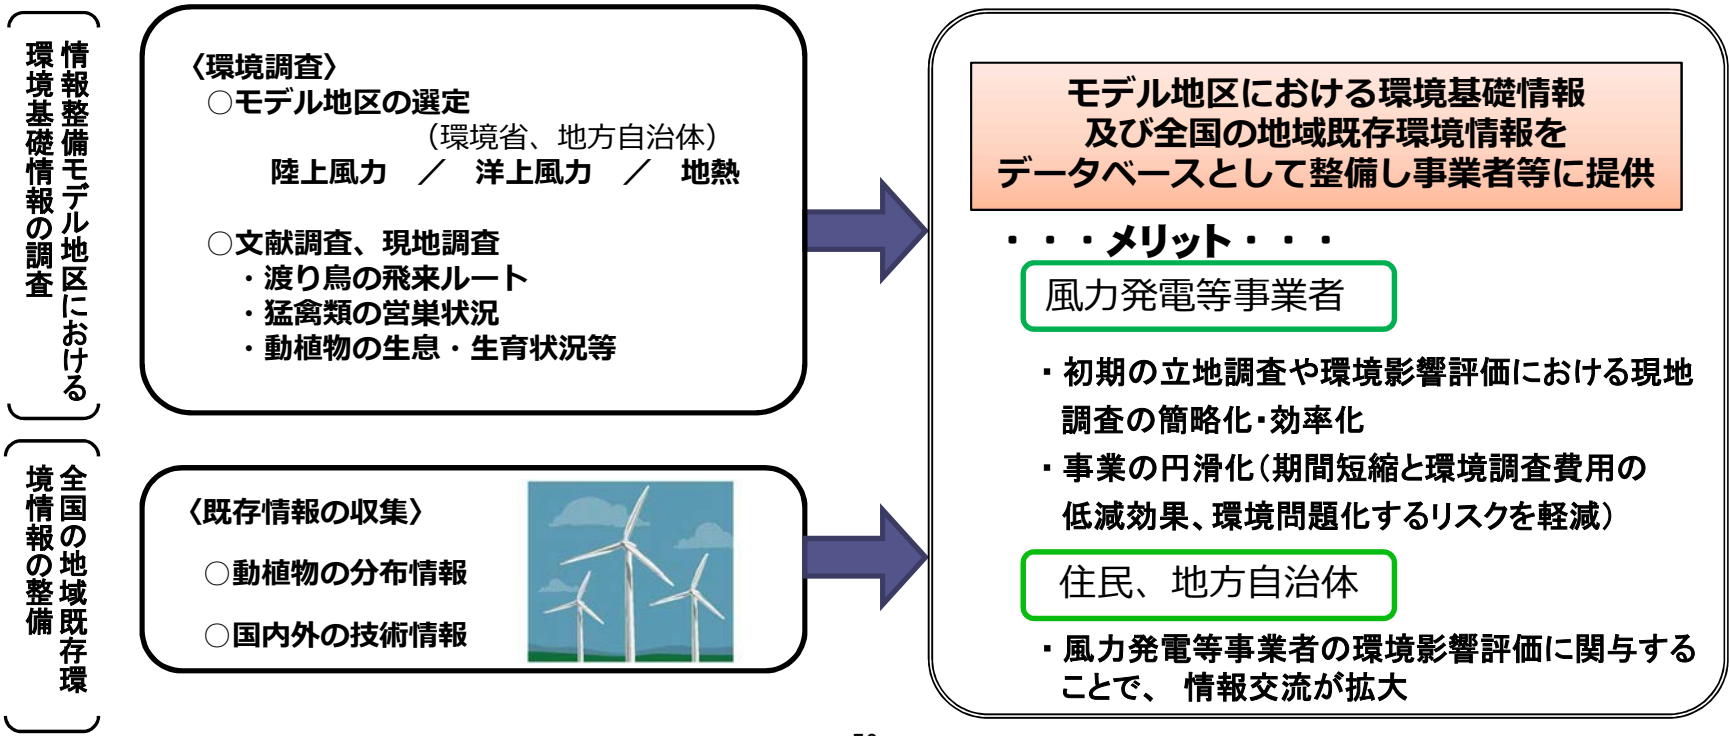 情報整備モデル地区における
環境基礎情報の調査
〈環境調査〉
○モデル地区の選定
（環境省、地方自治体）
陸上風力　／　洋上風力　／　地熱
○文献調査、現地調査
・渡り鳥の飛来ルート
・猛禽類の営巣状況
・動植物の生息・生育状況等
全国の地域既存環
境情報の整備
〈既存情報の収集〉
○動植物の分布情報
○国内外の技術情報
モデル地区における環境基礎情報
及び全国の地域既存環境情報を
データベースとして整備し事業者等に提供
・・・メリット・・・
風力発電等事業者
・初期の立地調査や環境影響評価における現地
調査の簡略化・効率化
・事業の円滑化（期間短縮と環境調査費用の
低減効果、環境問題化するリスクを軽減）
住民、地方自治体
・風力発電等事業者の環境影響評価に関与する
ことで、 情報交流が拡大